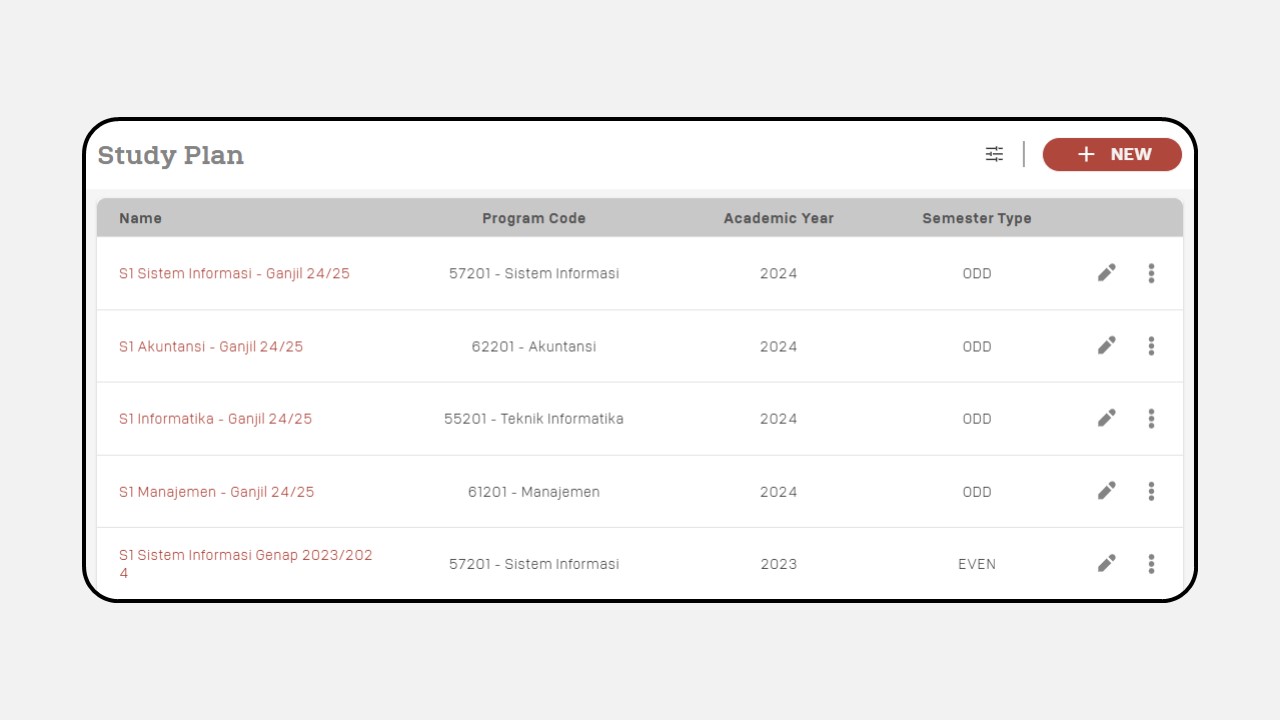 Study Plan
NEW
Name Program Code Academic Year Semester Type
S1 Sistem Informasi - Ganjil 24/25 57201 - Sistem Informasi 2024 ODD
S1 Akuntansi - Ganjil 24/25 62201 - Akuntansi 2024 ODD
S1 Informatika - Ganjil 24/25 55201 - Teknik Informatika 2024 ODD
S1 Manajemen - Ganjil 24/25 61201 - Manajemen 2024 ODD
S1 Sistem Informasi Genap 2023/202
4 57201 - Sistem Informasi 2023 EVEN